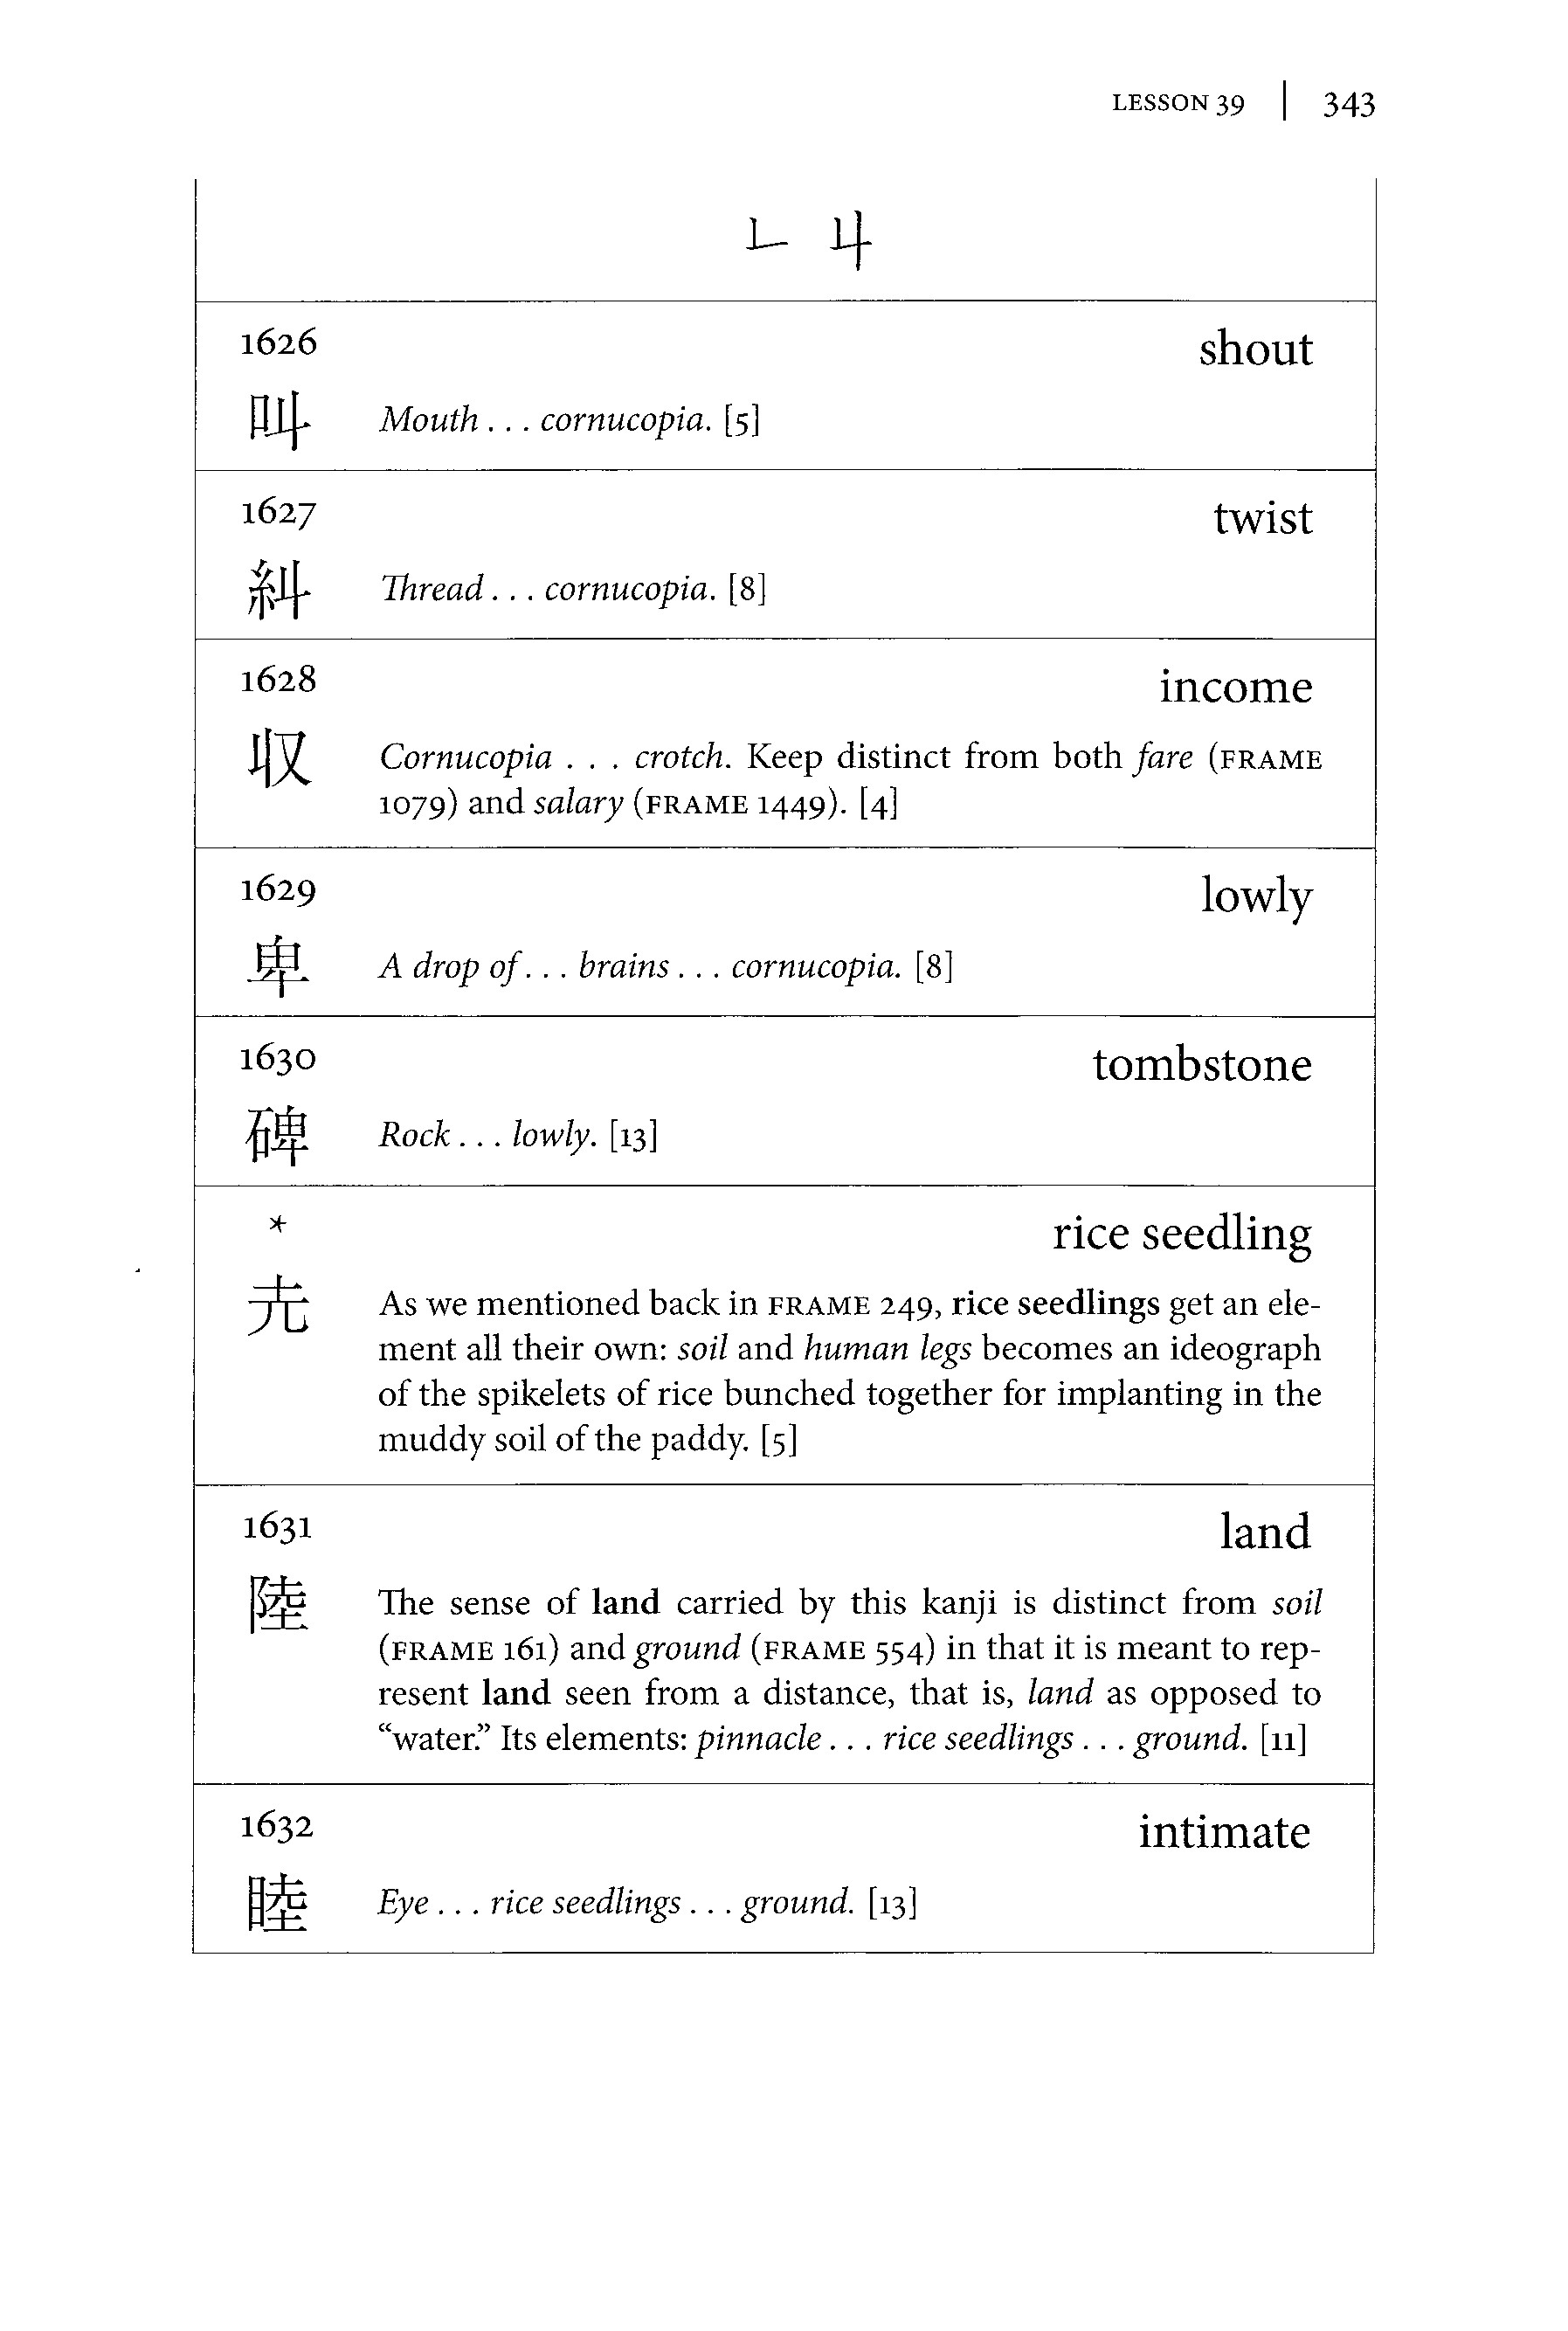 LESSON 39 | 343
𠃊 丩
1626 shout
叫 Mouth . . . cornucopia. [5]
1627 twist
糾 Thread . . . cornucopia. [8]
1628 income
収 Cornucopia . . . crotch. Keep distinct from both fare (FRAME
1079) and salary (FRAME 1449). [4]
1629 lowly
卑 A drop of . . . brains . . . cornucopia. [8]
1630 tombstone
碑 Rock . . . lowly. [13]
* rice seedling
圥 As we mentioned back in FRAME 249, rice seedlings get an ele-
ment all their own: soil and human legs becomes an ideograph
of the spikelets of rice bunched together for implanting in the
muddy soil of the paddy. [5]
1631 land
陸 The sense of land carried by this kanji is distinct from soil
(FRAME 161) and ground (FRAME 554) in that it is meant to rep-
resent land seen from a distance, that is, land as opposed to
“water.” Its elements: pinnacle . . . rice seedlings . . . ground. [11]
1632 intimate
睦 Eye . . . rice seedlings . . . ground. [13]